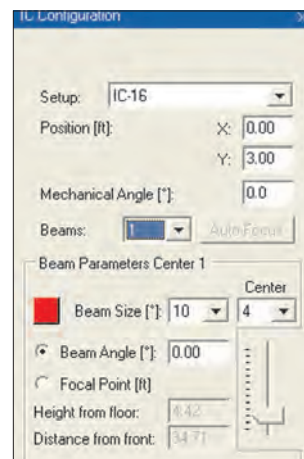 IC Configuration
Setup: IC-16
Position [ft]: X: 0.00
Y: 3.00
Mechanical Angle [°]: 0.0
Beams: 1 Auto Focus
Beam Parameters Center 1
Center
Beam Size [°]: 10 4
Beam Angle [°]: 0.00
Focal Point [ft]
Height from floor: 4.42
Distance from front: 34.71